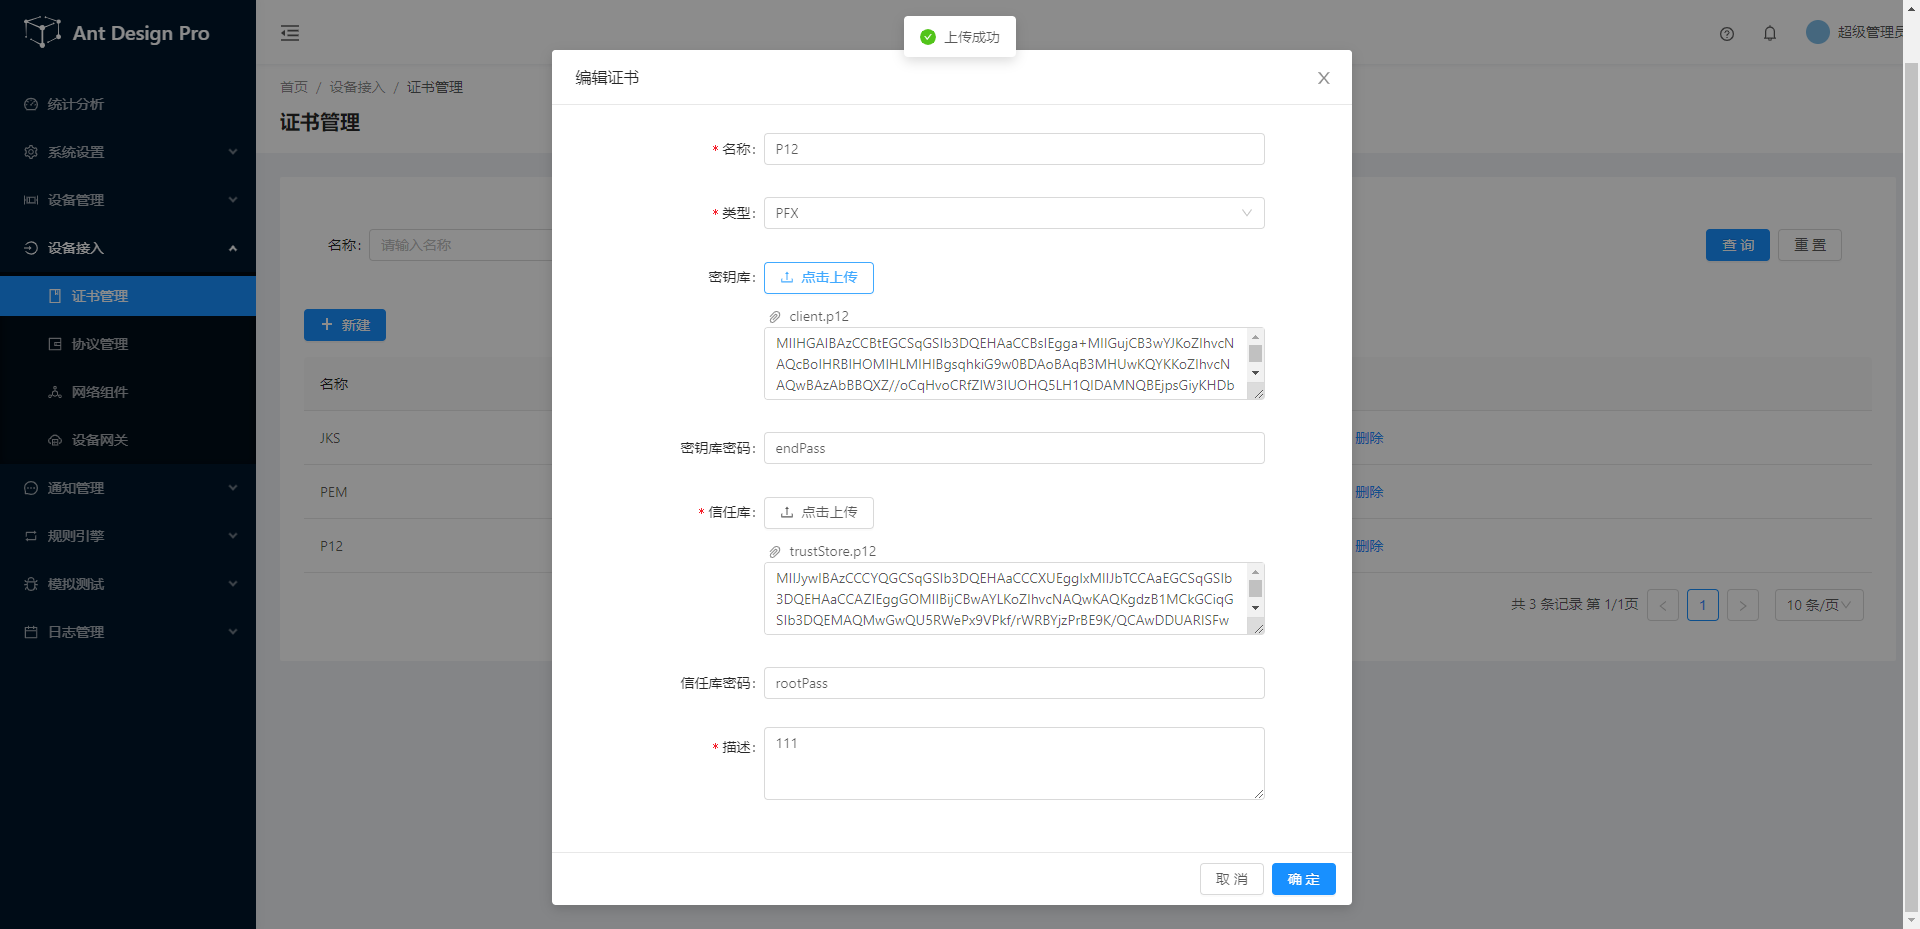 Ant Design Pro
统计分析
系统设置
设备管理
设备接入
证书管理
协议管理
网络组件
设备网关
通知管理
规则引擎
模拟测试
日志管理
上传成功
超级管理员
首页 / 设备接入 / 证书管理
证书管理
名称: 请输入名称
查 询 重 置
+ 新建
名称
JKS 删除
PEM 删除
P12 删除
共 3 条记录 第 1/1页 < 1 > 10 条/页
编辑证书
* 名称: P12
* 类型: PFX
密钥库: 点击上传
client.p12
MIIHGAIBAzCCBtEGCSqGSIb3DQEHAaCCBsIEgga+MIIGujCB3wYJKoZIhvcN
AQcBoIHRBIHOMIHLMIHIBgsqhkiG9w0BDAoBAqB3MHUwKQYKKoZIhvcN
AQwBAzAbBBQXZ//oCqHvoCRfZIW3IUOHQ5LH1QIDAMNQBEjpsGiyKHDb
密钥库密码: endPass
* 信任库: 点击上传
trustStore.p12
MIIJywIBAzCCCYQGCSqGSIb3DQEHAaCCCXUEgglxMIIJbTCCAaEGCSqGSIb
3DQEHAaCCAZIEggGOMIIBijCBwAYLKoZIhvcNAQwKAQKgdzB1MCkGCiqG
SIb3DQEMAQMwGwQU5RWePx9VPkf/rWRBYjzPrBE9K/QCAwDDUARISFw
信任库密码: rootPass
* 描述: 111
取 消 确 定